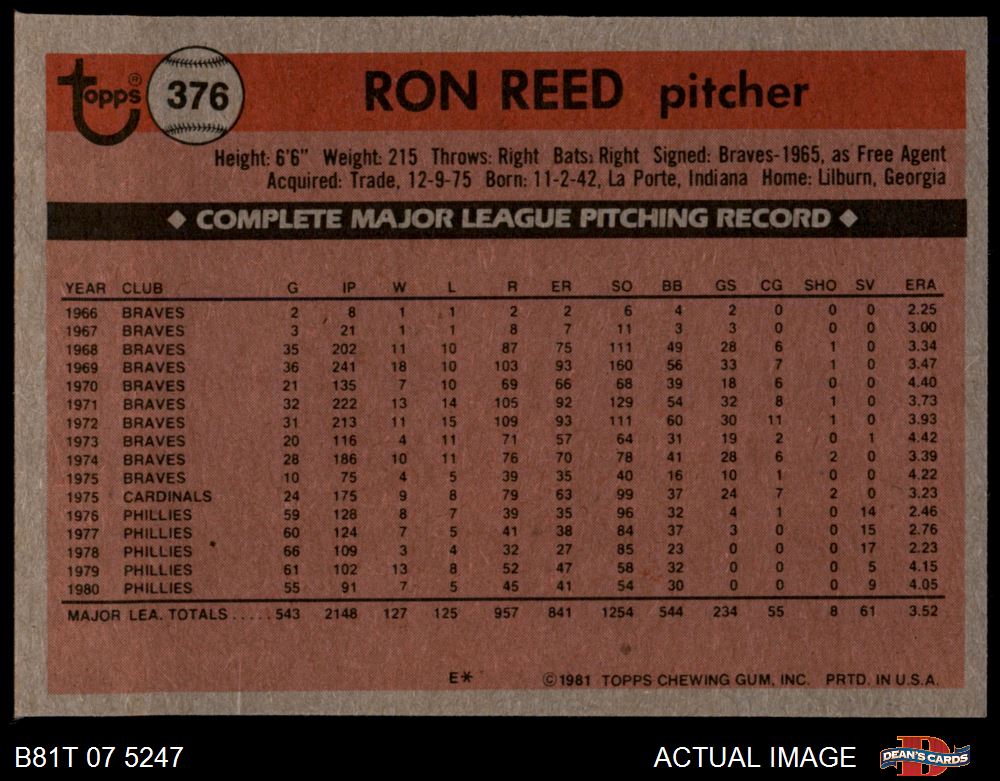 topps® 376 RON REED pitcher
Height: 6'6" Weight: 215 Throws: Right Bats: Right Signed: Braves-1965, as Free Agent
Acquired: Trade, 12-9-75 Born: 11-2-42, La Porte, Indiana Home: Lilburn, Georgia
◆ COMPLETE MAJOR LEAGUE PITCHING RECORD ◆
YEAR CLUB G IP W L R ER SO BB GS CG SHO SV ERA
1966 BRAVES 2 8 1 1 2 2 6 4 2 0 0 0 2.25
1967 BRAVES 3 21 1 1 8 7 11 3 3 0 0 0 3.00
1968 BRAVES 35 202 11 10 87 75 111 49 28 6 1 0 3.34
1969 BRAVES 36 241 18 10 103 93 160 56 33 7 1 0 3.47
1970 BRAVES 21 135 7 10 69 66 68 39 18 6 0 0 4.40
1971 BRAVES 32 222 13 14 105 92 129 54 32 8 1 0 3.73
1972 BRAVES 31 213 11 15 109 93 111 60 30 11 1 0 3.93
1973 BRAVES 20 116 4 11 71 57 64 31 19 2 0 1 4.42
1974 BRAVES 28 186 10 11 76 70 78 41 28 6 2 0 3.39
1975 BRAVES 10 75 4 5 39 35 40 16 10 1 0 0 4.22
1975 CARDINALS 24 175 9 8 79 63 99 37 24 7 2 0 3.23
1976 PHILLIES 59 128 8 7 39 35 96 32 4 1 0 14 2.46
1977 PHILLIES 60 124 7 5 41 38 84 37 3 0 0 15 2.76
1978 PHILLIES 66 109 3 4 32 27 85 23 0 0 0 17 2.23
1979 PHILLIES 61 102 13 8 52 47 58 32 0 0 0 5 4.15
1980 PHILLIES 55 91 7 5 45 41 54 30 0 0 0 9 4.05
MAJOR LEA. TOTALS ..... 543 2148 127 125 957 841 1254 544 234 55 8 61 3.52
E* ©1981 TOPPS CHEWING GUM, INC. PRTD. IN U.S.A.
B81T 07 5247 ACTUAL IMAGE DEAN'S CARDS